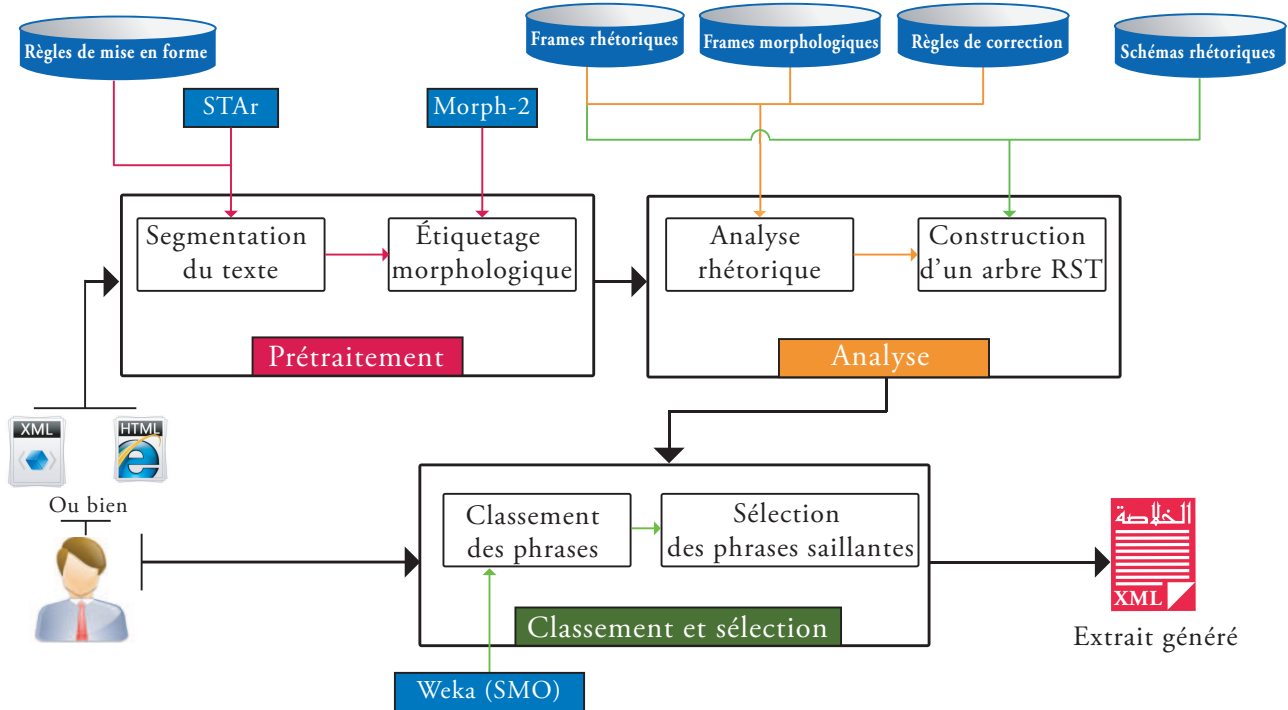 Règles de mise en forme
Frames rhétoriques
Frames morphologiques
Règles de correction
Schémas rhétoriques
STAr
Morph-2
Segmentation
du texte
Étiquetage
morphologique
Prétraitement
Analyse
rhétorique
Construction
d’un arbre RST
Analyse
XML
HTML
Ou bien
Classement
des phrases
Sélection
des phrases saillantes
Classement et sélection
Weka (SMO)
الخلاصة
XML
Extrait généré